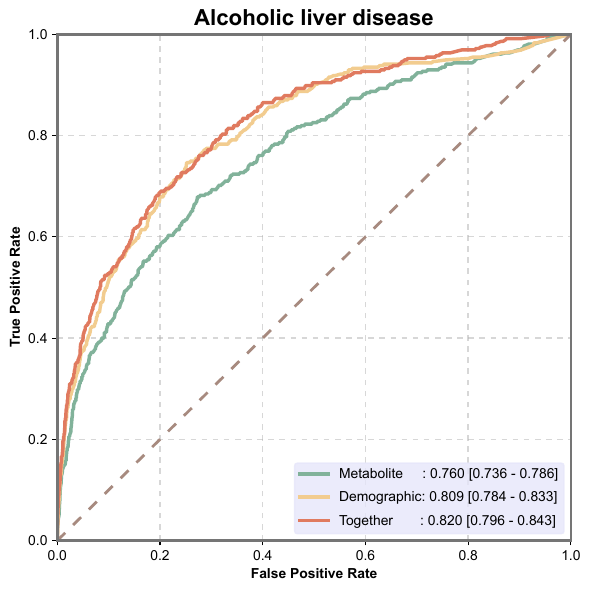 Alcoholic liver disease
True Positive Rate
1.0
0.8
0.6
0.4
0.2
0.0
Metabolite : 0.760 [0.736 - 0.786]
Demographic: 0.809 [0.784 - 0.833]
Together : 0.820 [0.796 - 0.843]
0.0 0.2 0.4 0.6 0.8 1.0
False Positive Rate